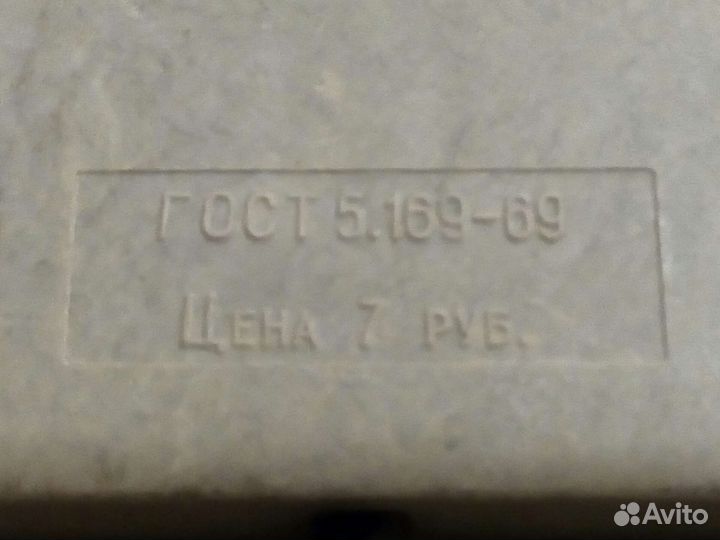 ГОСТ 5.169-69
Цена 7 руб.
Avito